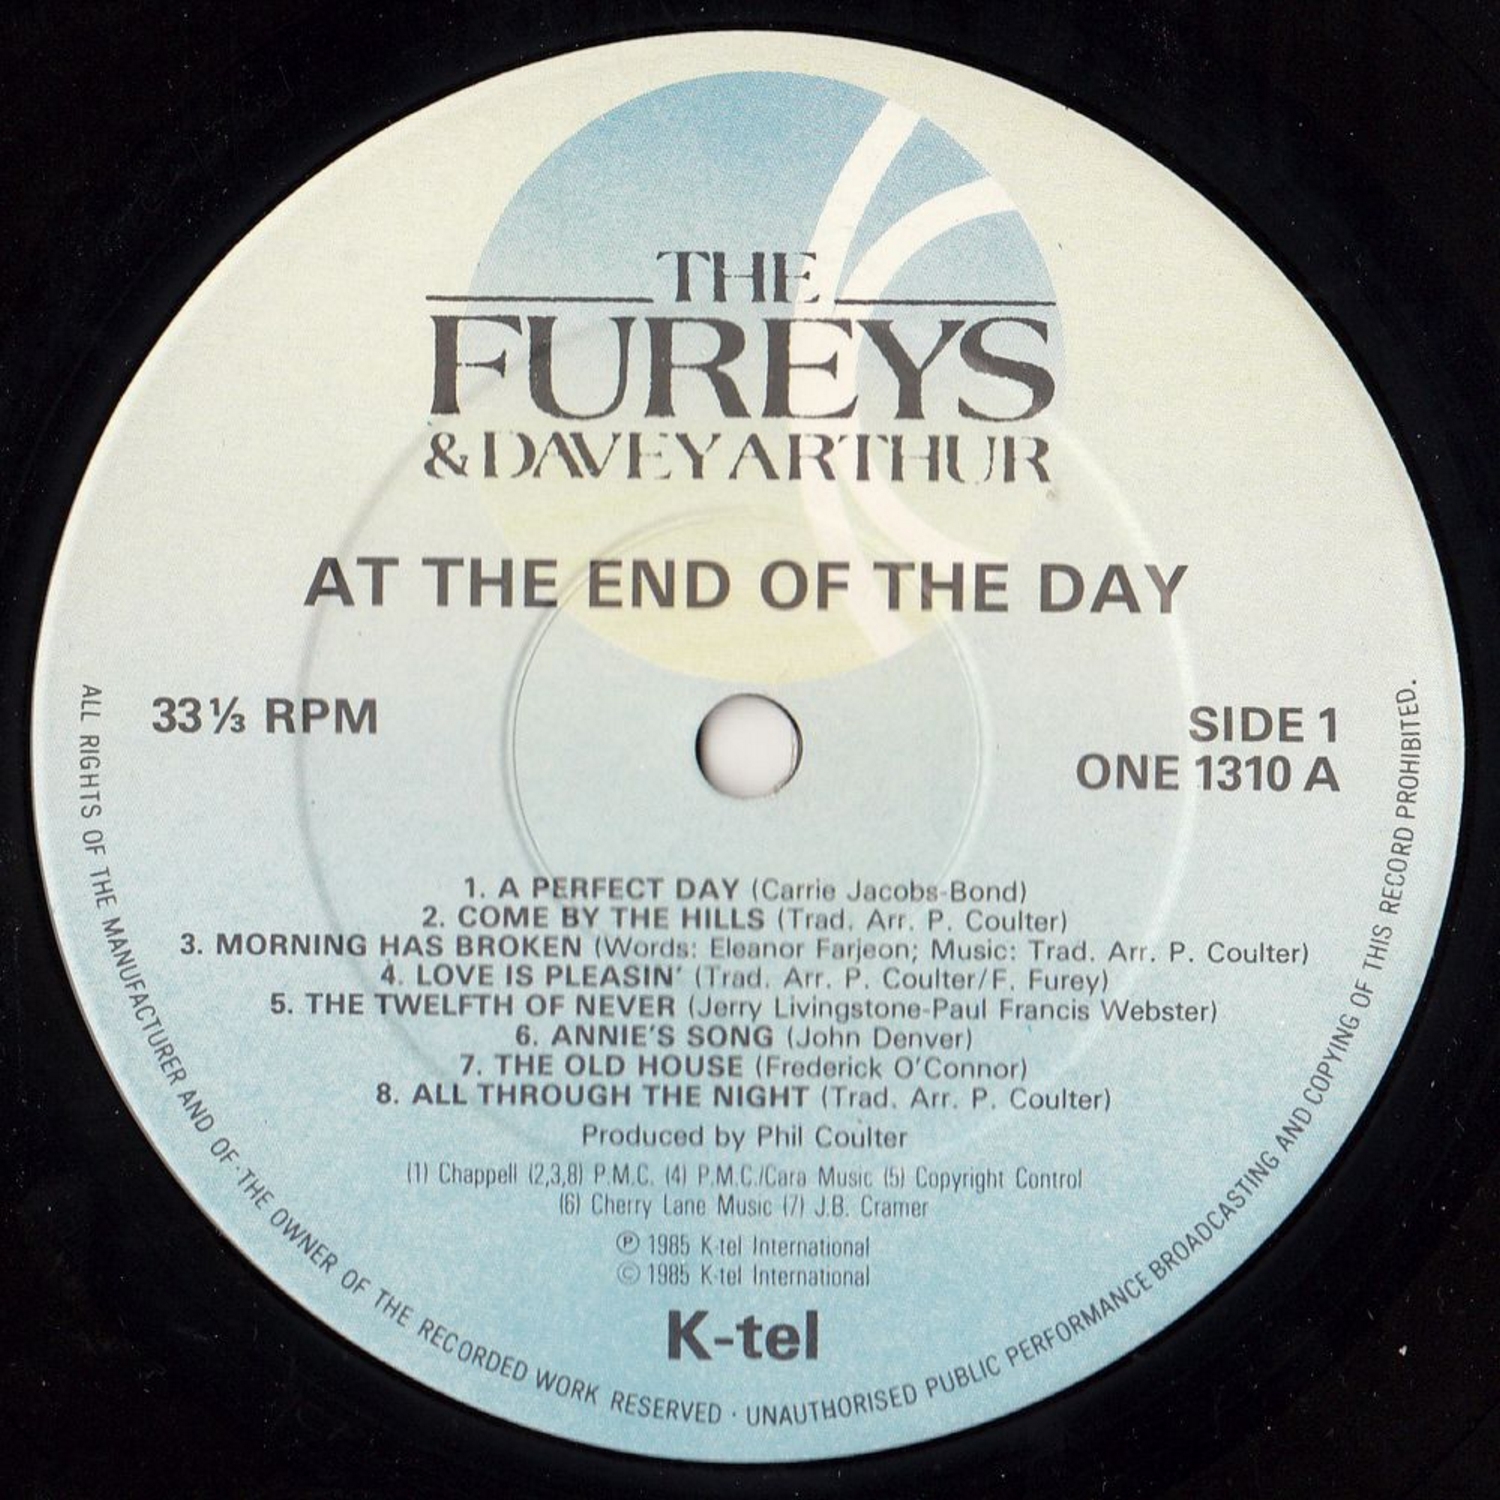 THE
FUREYS
& DAVEY ARTHUR
AT THE END OF THE DAY
33⅓ RPM
SIDE 1
ONE 1310 A
1. A PERFECT DAY (Carrie Jacobs-Bond)
2. COME BY THE HILLS (Trad. Arr. P. Coulter)
3. MORNING HAS BROKEN (Words: Eleanor Farjeon; Music: Trad. Arr. P. Coulter)
4. LOVE IS PLEASIN' (Trad. Arr. P. Coulter/F. Furey)
5. THE TWELFTH OF NEVER (Jerry Livingstone-Paul Francis Webster)
6. ANNIE'S SONG (John Denver)
7. THE OLD HOUSE (Frederick O'Connor)
8. ALL THROUGH THE NIGHT (Trad. Arr. P. Coulter)
Produced by Phil Coulter
(1) Chappell (2,3,8) P.M.C. (4) P.M.C./Cara Music (5) Copyright Control
(6) Cherry Lane Music (7) J.B. Cramer
℗ 1985 K-tel International
© 1985 K-tel International
K-tel
ALL RIGHTS OF THE MANUFACTURER AND OF THE OWNER OF THE RECORDED WORK RESERVED · UNAUTHORISED PUBLIC PERFORMANCE BROADCASTING AND COPYING OF THIS RECORD PROHIBITED.